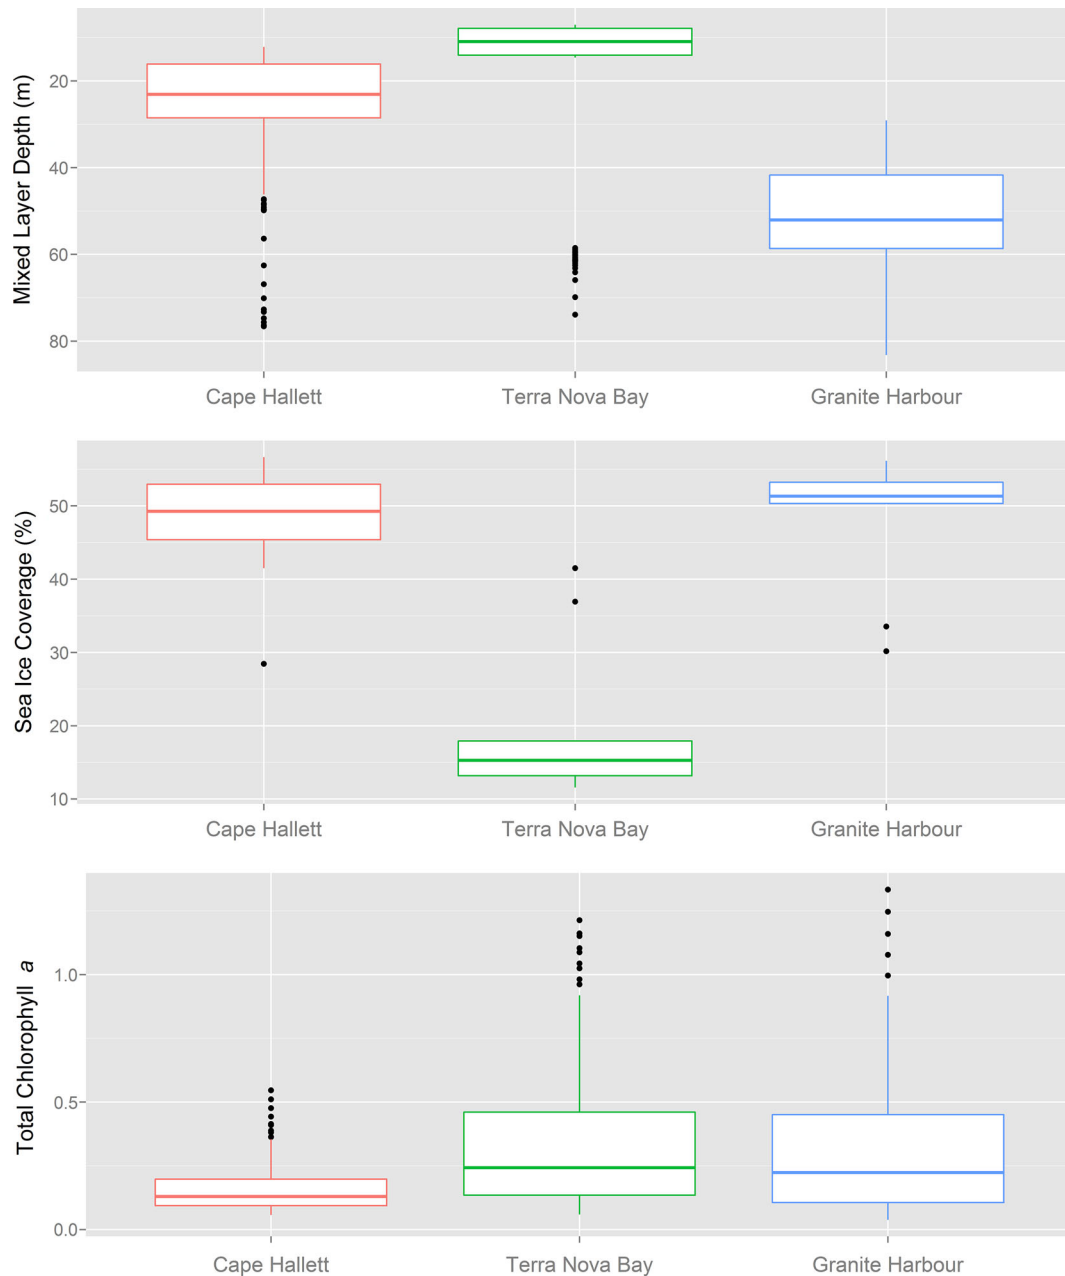 Mixed Layer Depth (m)
20
40
60
80
Cape Hallett Terra Nova Bay Granite Harbour
Sea Ice Coverage (%)
50
40
30
20
10
Cape Hallett Terra Nova Bay Granite Harbour
Total Chlorophyll a
1.0
0.5
0.0
Cape Hallett Terra Nova Bay Granite Harbour